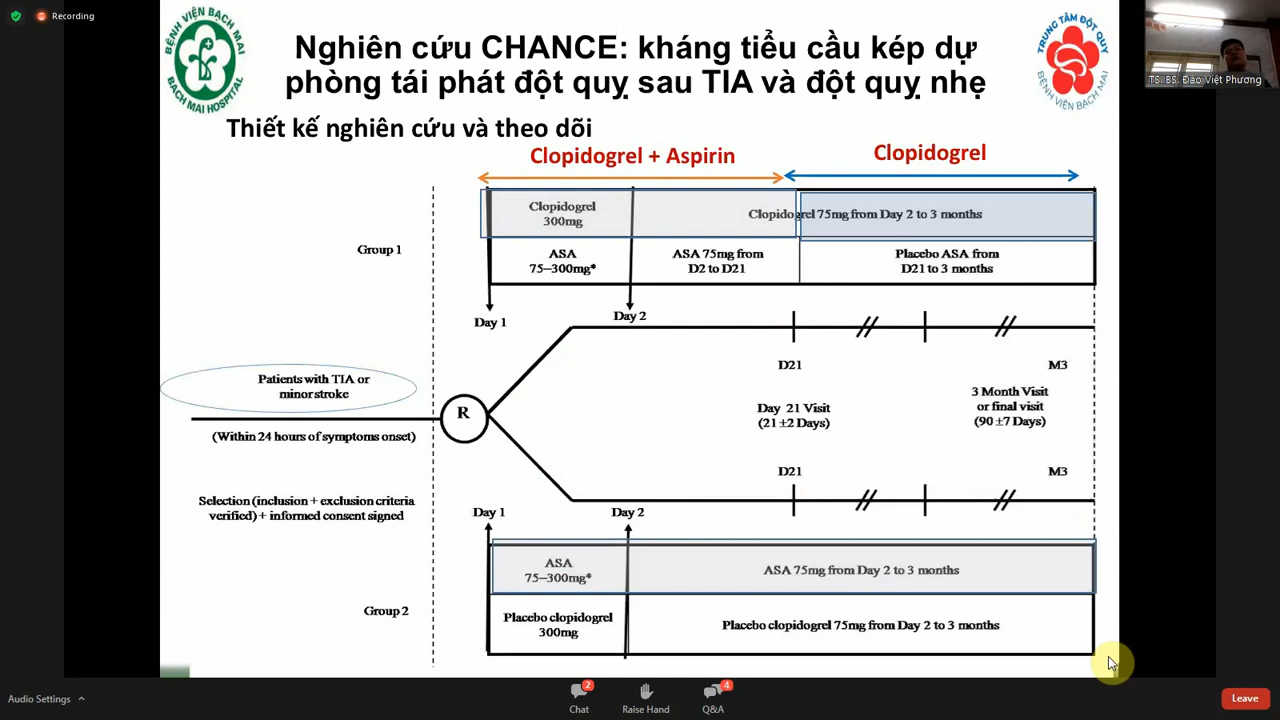 Recording
BỆNH VIỆN BẠCH MAI
BACH MAI HOSPITAL
Nghiên cứu CHANCE: kháng tiểu cầu kép dự
phòng tái phát đột quỵ sau TIA và đột quỵ nhẹ
TRUNG TÂM ĐỘT QUỴ
BỆNH VIỆN BẠCH MAI
TS. BS. Đào Việt Phương
Thiết kế nghiên cứu và theo dõi
Clopidogrel + Aspirin
Clopidogrel
Clopidogrel
300mg
Clopidogrel 75mg from Day 2 to 3 months
Group 1
ASA
75–300mg*
ASA 75mg from
D2 to D21
Placebo ASA from
D21 to 3 months
Day 1
Day 2
D21
M3
Patients with TIA or
minor stroke
R
(Within 24 hours of symptoms onset)
Day 21 Visit
(21 ±2 Days)
3 Month Visit
or final visit
(90 ±7 Days)
D21
M3
Selection (inclusion + exclusion criteria
verified) + informed consent signed
Day 1
Day 2
ASA
75–300mg*
ASA 75mg from Day 2 to 3 months
Group 2
Placebo clopidogrel
300mg
Placebo clopidogrel 75mg from Day 2 to 3 months
Audio Settings
2
Chat
Raise Hand
4
Q&A
Leave